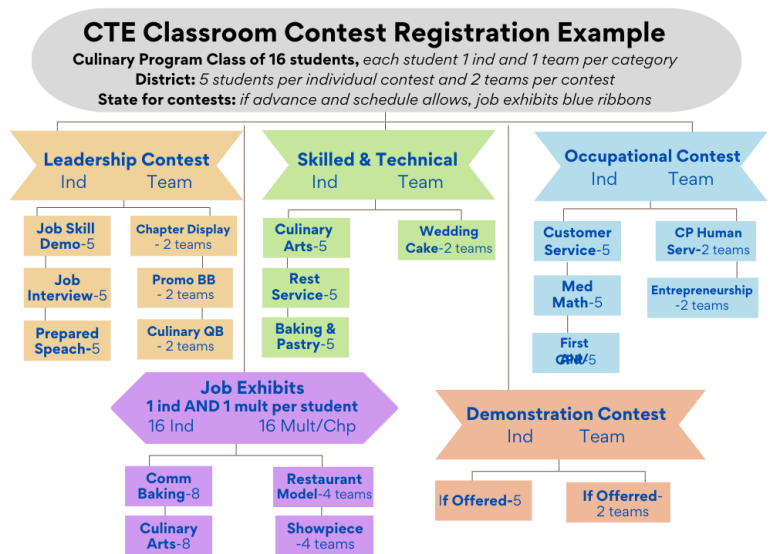 CTE Classroom Contest Registration Example
Culinary Program Class of 16 students, each student 1 ind and 1 team per category
District: 5 students per individual contest and 2 teams per contest
State for contests: if advance and schedule allows, job exhibits blue ribbons
Leadership Contest
Ind Team
Job Skill
Demo-5
Job
Interview-5
Prepared
Speach-5
Chapter Display
- 2 teams
Promo BB
- 2 teams
Culinary QB
- 2 teams
Skilled & Technical
Ind Team
Culinary
Arts-5
Rest
Service-5
Baking &
Pastry-5
Wedding
Cake-2 teams
Occupational Contest
Ind Team
Customer
Service-5
Med
Math-5
First
-5
CP Human
Serv-2 teams
Entrepreneurship
-2 teams
Job Exhibits
1 ind AND 1 mult per student
16 Ind 16 Mult/Chp
Comm
Baking-8
Culinary
Arts-8
Restaurant
Model-4 teams
Showpiece
-4 teams
Demonstration Contest
Ind Team
If Offered-5
If Offerred-
2 teams